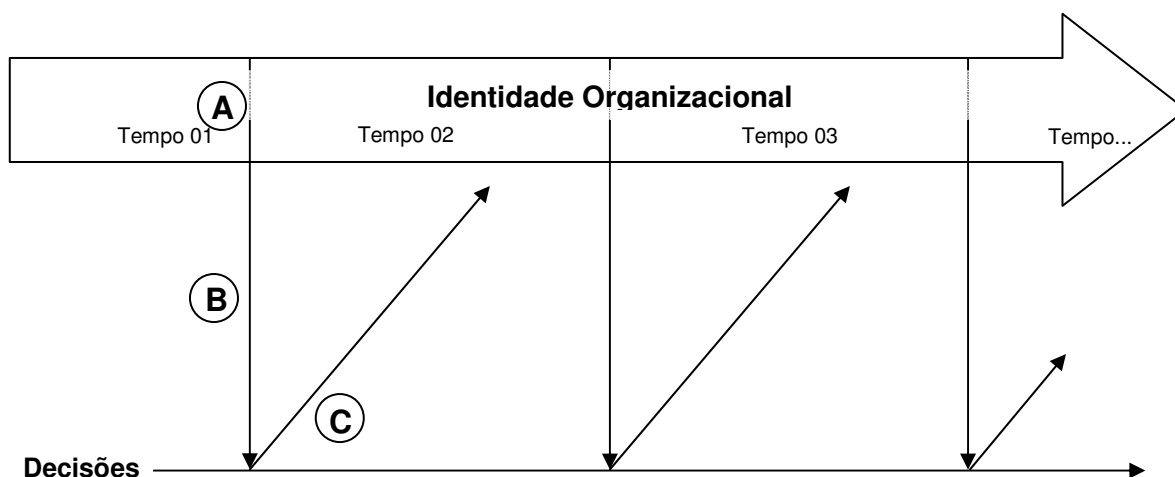 Identidade Organizacional
A
Tempo 01
Tempo 02
Tempo 03
Tempo...
B
C
Decisões